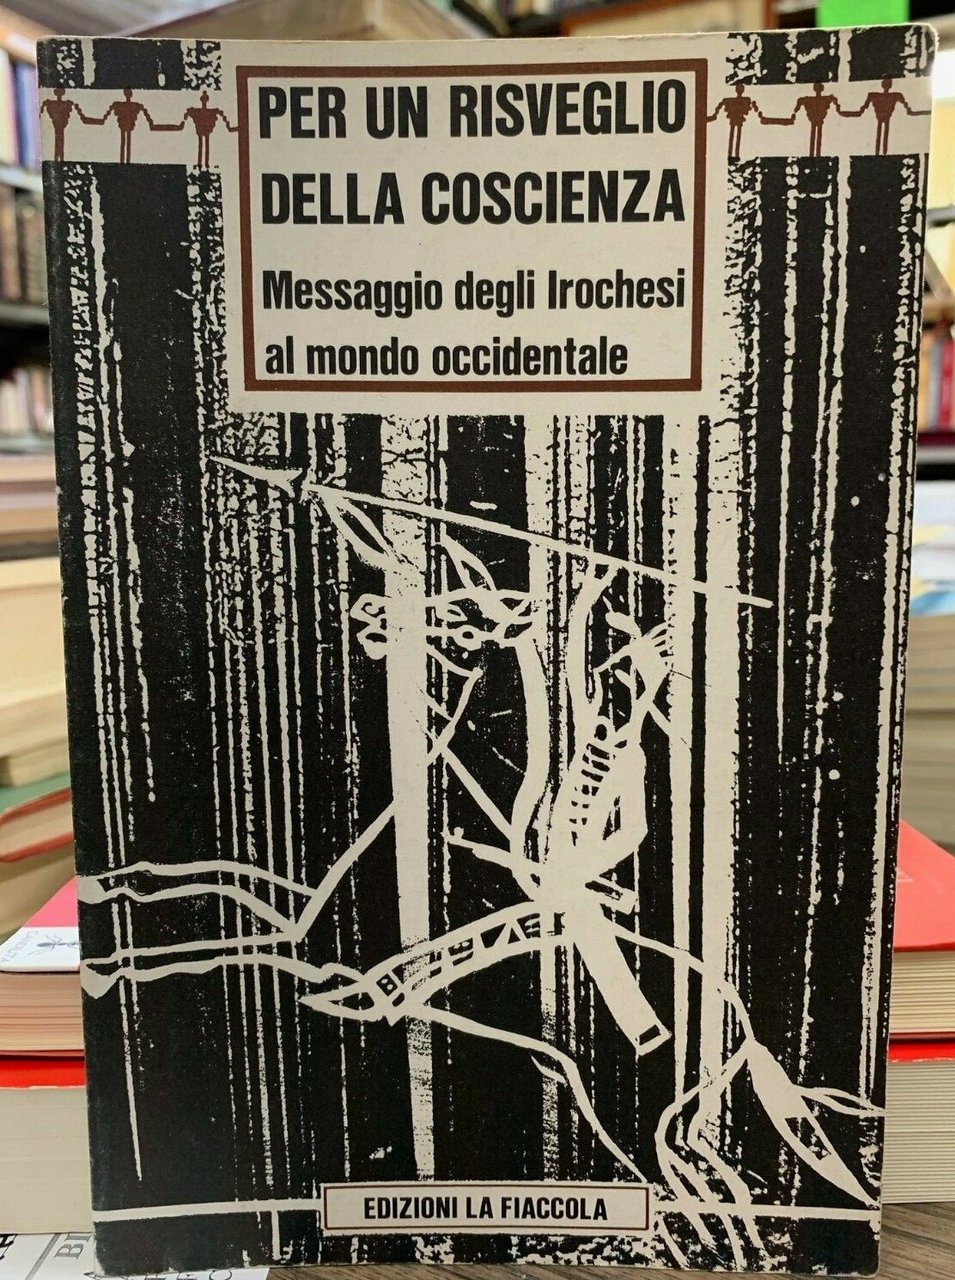 PER UN RISVEGLIO
DELLA COSCIENZA
Messaggio degli Irochesi
al mondo occidentale
EDIZIONI LA FIACCOLA